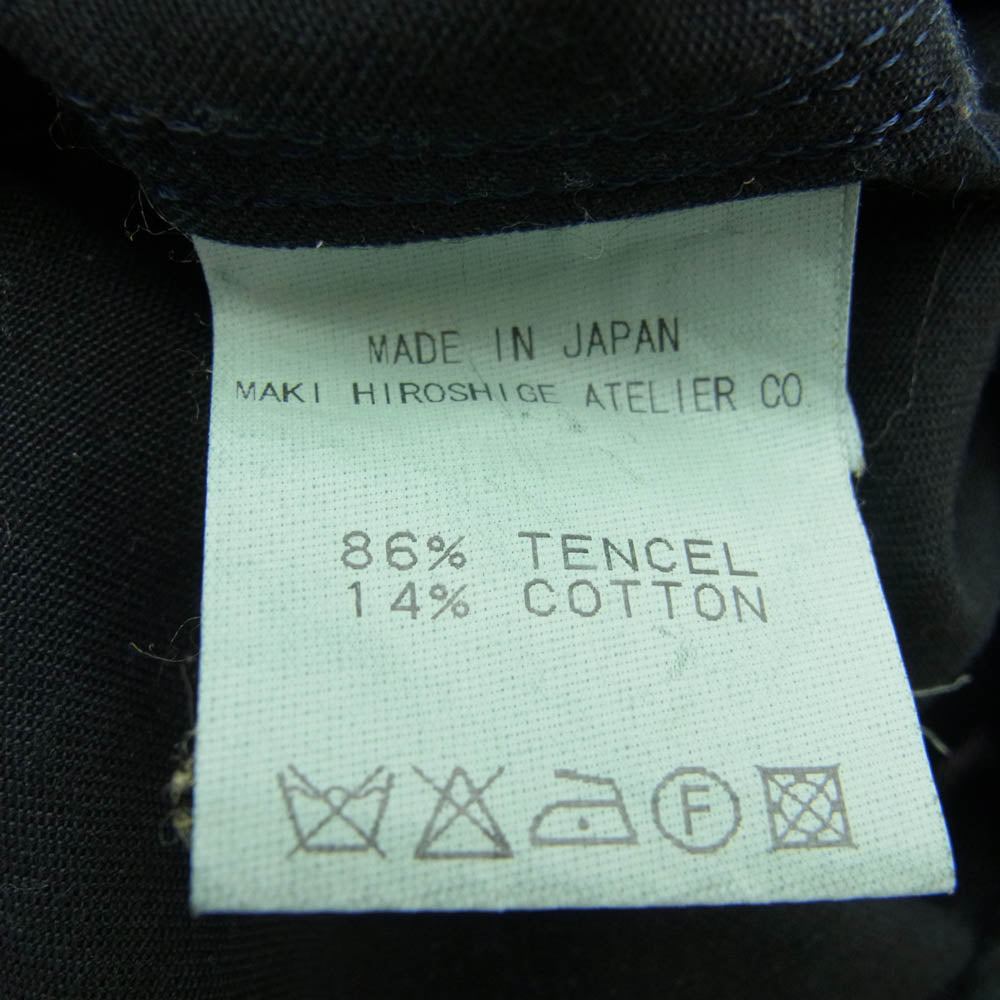 MADE IN JAPAN
MAKI HIROSHIGE ATELIER CO
86% TENCEL
14% COTTON
F